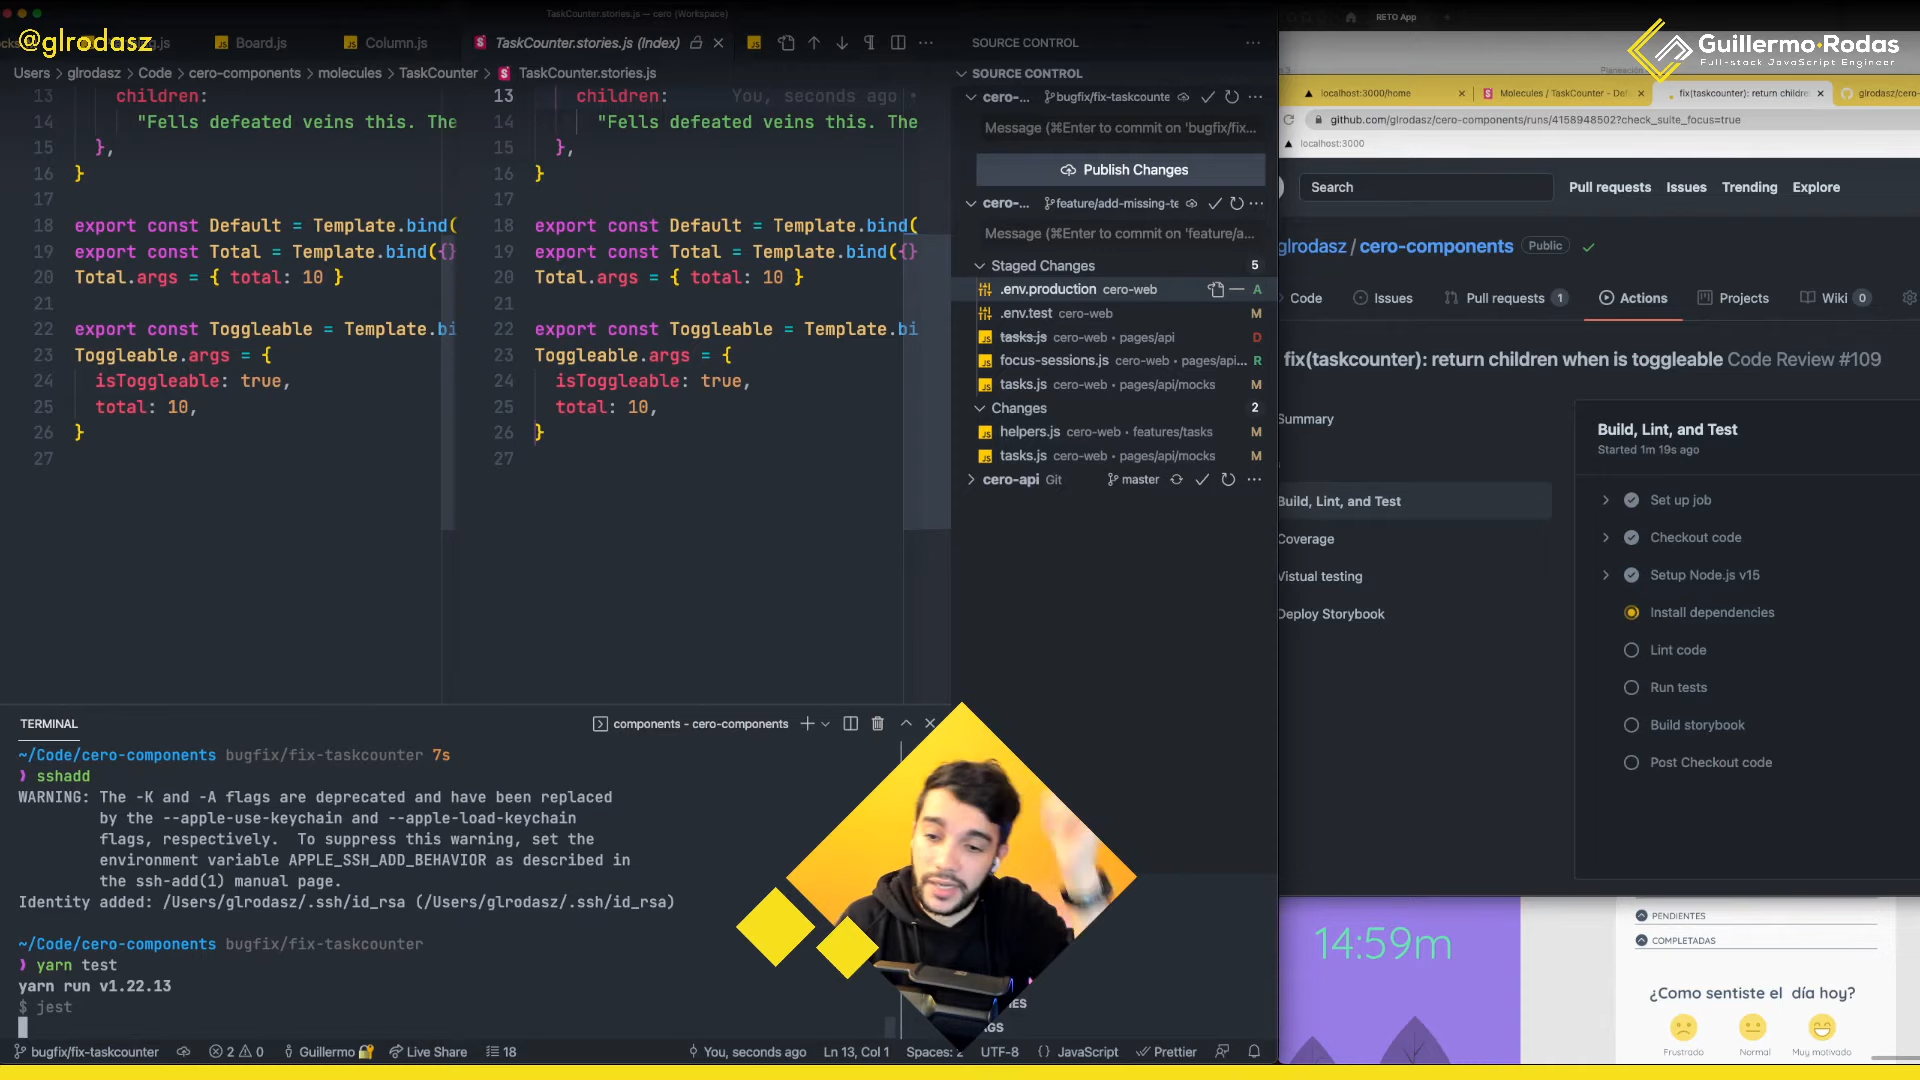 TaskCounter.stories.js — cero (Workspace)
@glrodasz
Board.js
Column.js
TaskCounter.stories.js (Index)
Users > glrodasz > Code > cero-components > molecules > TaskCounter > TaskCounter.stories.js
13 children:
14 "Fells defeated veins this. The
15 },
16 }
17
18 export const Default = Template.bind(
19 export const Total = Template.bind({}
20 Total.args = { total: 10 }
21
22 export const Toggleable = Template.bi
23 Toggleable.args = {
24 isToggleable: true,
25 total: 10,
26 }
27
13 children: You, seconds ago •
14 "Fells defeated veins this. The
15 },
16 }
17
18 export const Default = Template.bind(
19 export const Total = Template.bind({}
20 Total.args = { total: 10 }
21
22 export const Toggleable = Template.bi
23 Toggleable.args = {
24 isToggleable: true,
25 total: 10,
26 }
27
SOURCE CONTROL
SOURCE CONTROL
cero-... bugfix/fix-taskcounte
Message (⌘Enter to commit on 'bugfix/fix...
Publish Changes
cero-... feature/add-missing-te
Message (⌘Enter to commit on 'feature/a...
Staged Changes 5
.env.production cero-web A
.env.test cero-web M
tasks.js cero-web • pages/api D
focus-sessions.js cero-web • pages/api... R
tasks.js cero-web • pages/api/mocks M
Changes 2
helpers.js cero-web • features/tasks M
tasks.js cero-web • pages/api/mocks M
cero-api Git master
TERMINAL
components - cero-components
~/Code/cero-components bugfix/fix-taskcounter 7s
❯ sshadd
WARNING: The -K and -A flags are deprecated and have been replaced
by the --apple-use-keychain and --apple-load-keychain
flags, respectively. To suppress this warning, set the
environment variable APPLE_SSH_ADD_BEHAVIOR as described in
the ssh-add(1) manual page.
Identity added: /Users/glrodasz/.ssh/id_rsa (/Users/glrodasz/.ssh/id_rsa)
~/Code/cero-components bugfix/fix-taskcounter
❯ yarn test
yarn run v1.22.13
$ jest
bugfix/fix-taskcounter 2 0 Guillermo Live Share 18 You, seconds ago Ln 13, Col 1 Spaces: 2 UTF-8 {} JavaScript Prettier
RETO App
Guillermo Rodas
Full-stack JavaScript Engineer
localhost:3000/home
Molecules / TaskCounter - De
fix(taskcounter): return childre
glrodasz/cero-
github.com/glrodasz/cero-components/runs/4158948502?check_suite_focus=true
localhost:3000
Search
Pull requests Issues Trending Explore
glrodasz / cero-components Public
Code Issues Pull requests 1 Actions Projects Wiki 0
fix(taskcounter): return children when is toggleable Code Review #109
Summary
Build, Lint, and Test
Coverage
Vistual testing
Deploy Storybook
Build, Lint, and Test
Started 1m 19s ago
Set up job
Checkout code
Setup Node.js v15
Install dependencies
Lint code
Run tests
Build storybook
Post Checkout code
14:59m
PENDIENTES
COMPLETADAS
¿Como sentiste el día hoy?
Frustrado Normal Muy motivado